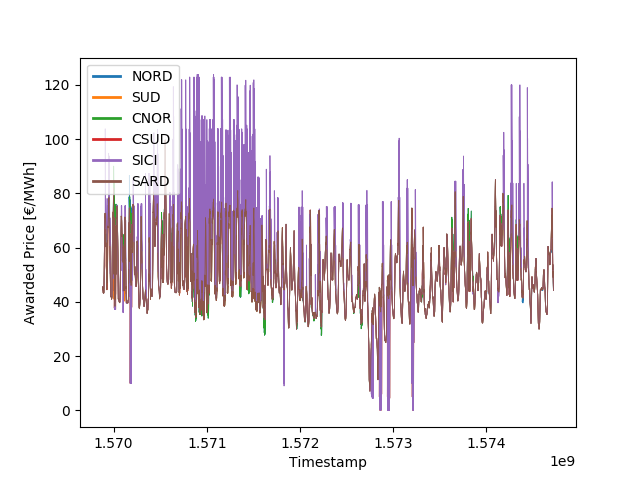 120
100
80
60
40
20
0
Awarded Price [€/MWh]
NORD
SUD
CNOR
CSUD
SICI
SARD
1.570
1.571
1.572
1.573
1.574
1e9
Timestamp